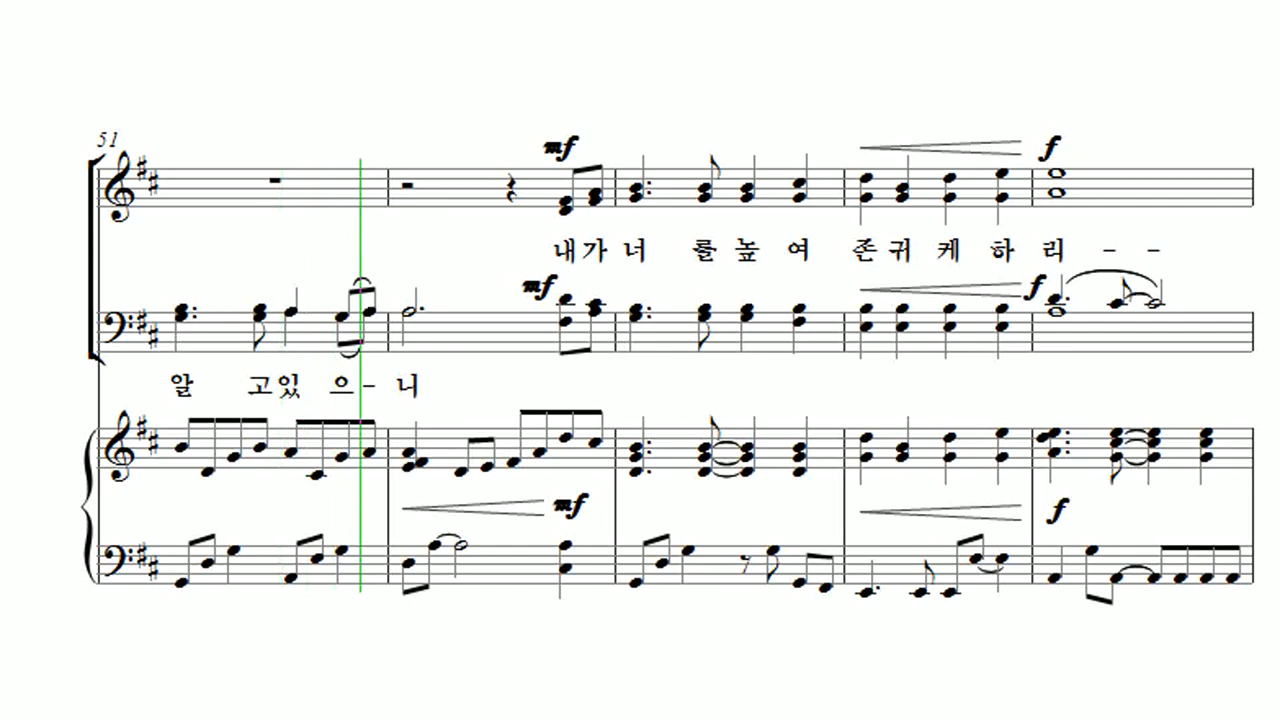 51
mf f
내가 너 를 높 여 존 귀 케 하 리 - -
mf f
알 고 있 으 - 니
mf f